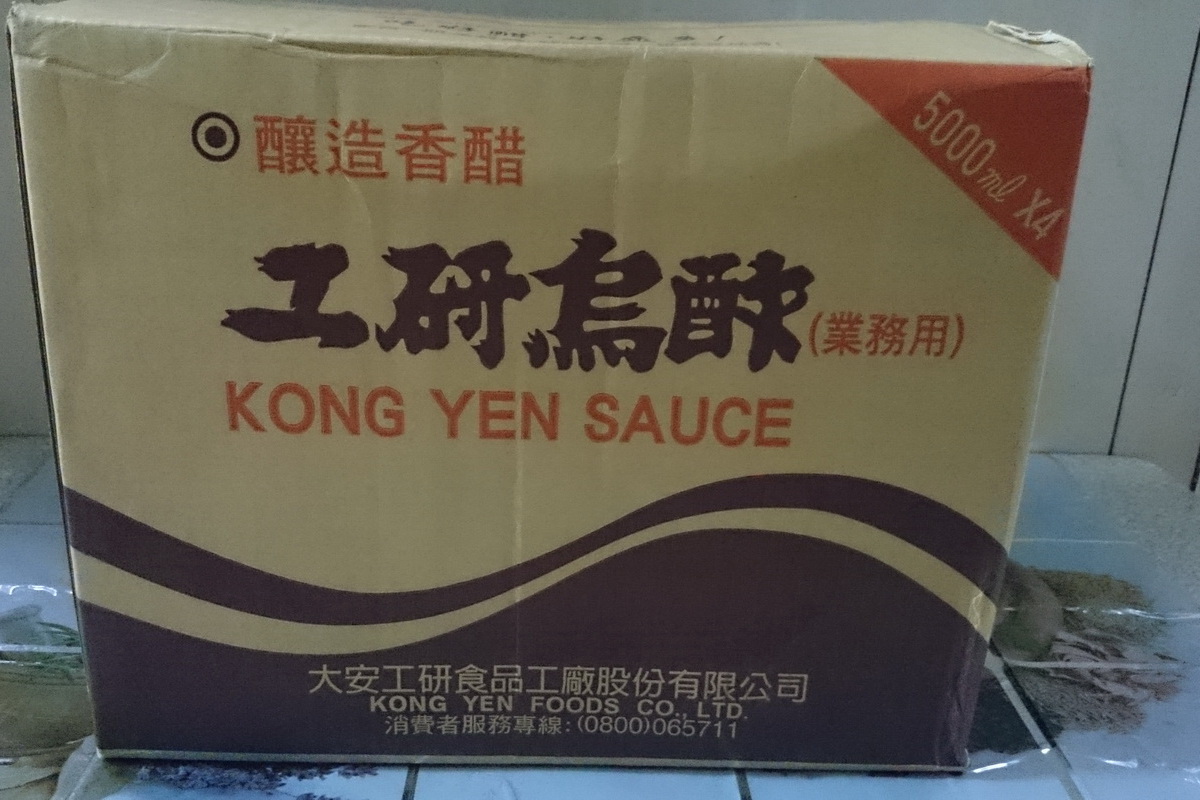 釀造香醋
5000ml X4
工研烏酢(業務用)
KONG YEN SAUCE
大安工研食品工廠股份有限公司
KONG YEN FOODS CO., LTD.
消費者服務專線:(0800)065711